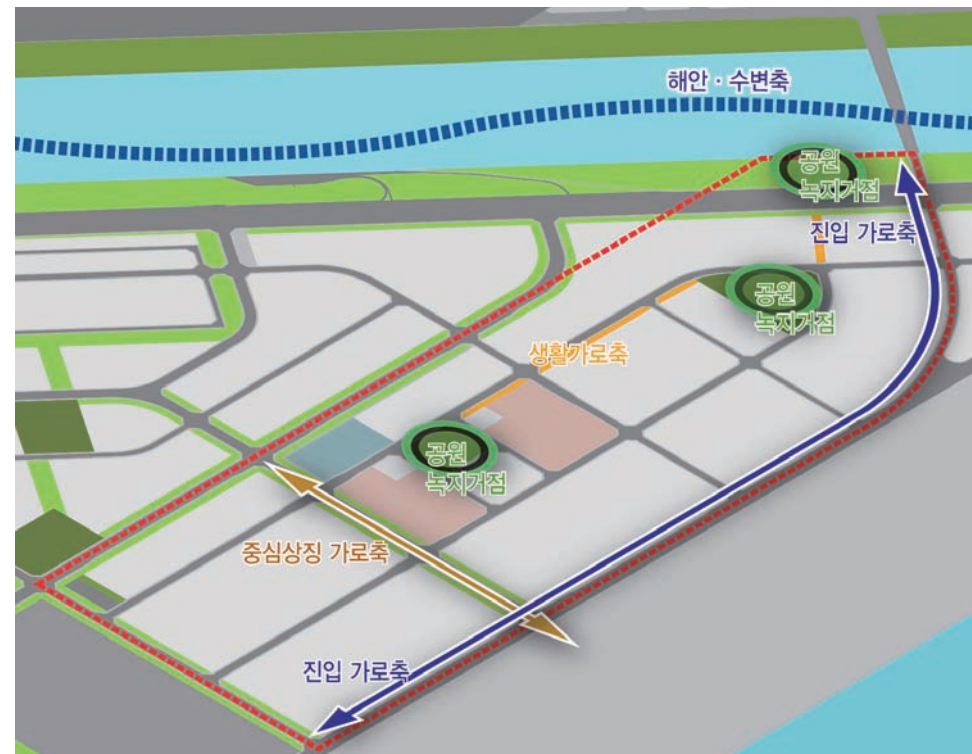 해안 · 수변축
공원
녹지거점
진입 가로축
공원
녹지거점
생활가로축
공원
녹지거점
중심상징 가로축
진입 가로축